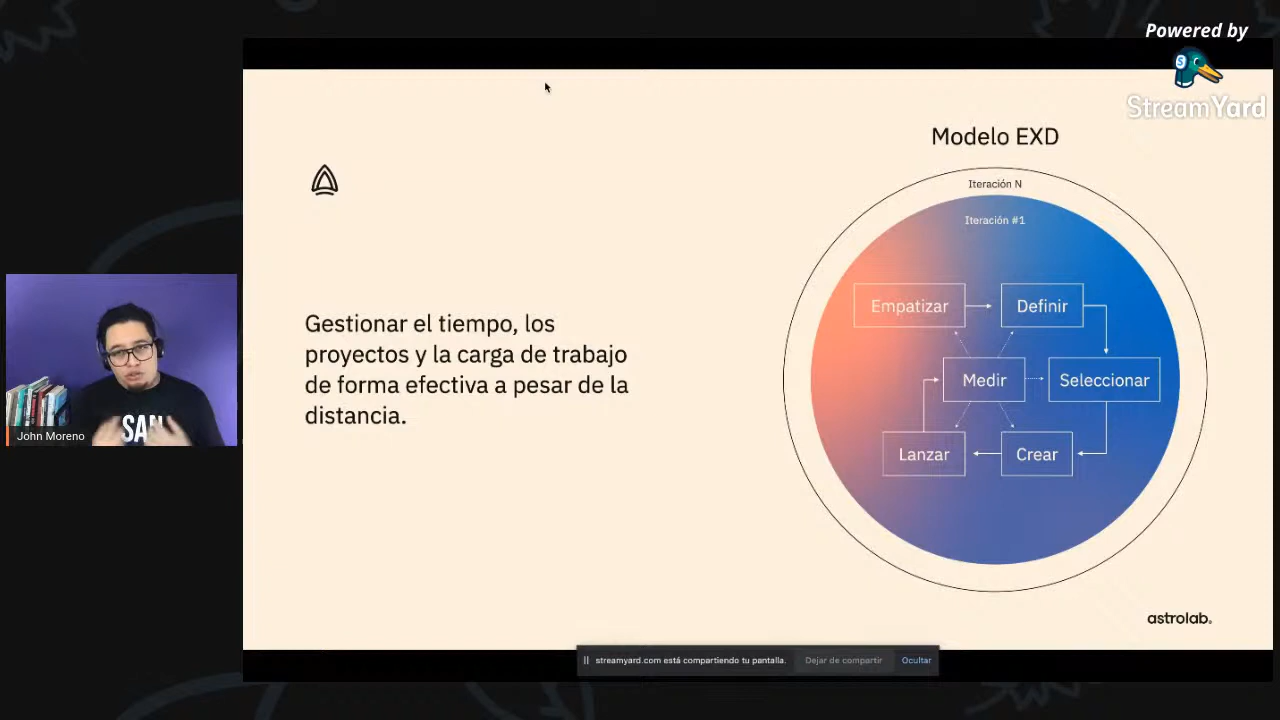 Powered by
StreamYard
Modelo EXD
Iteración N
Iteración #1
Gestionar el tiempo, los
proyectos y la carga de trabajo
de forma efectiva a pesar de la
distancia.
Empatizar
Definir
Medir
Seleccionar
Lanzar
Crear
SAN
John Moreno
astrolab.
streamyard.com está compartiendo tu pantalla.
Dejar de compartir
Ocultar